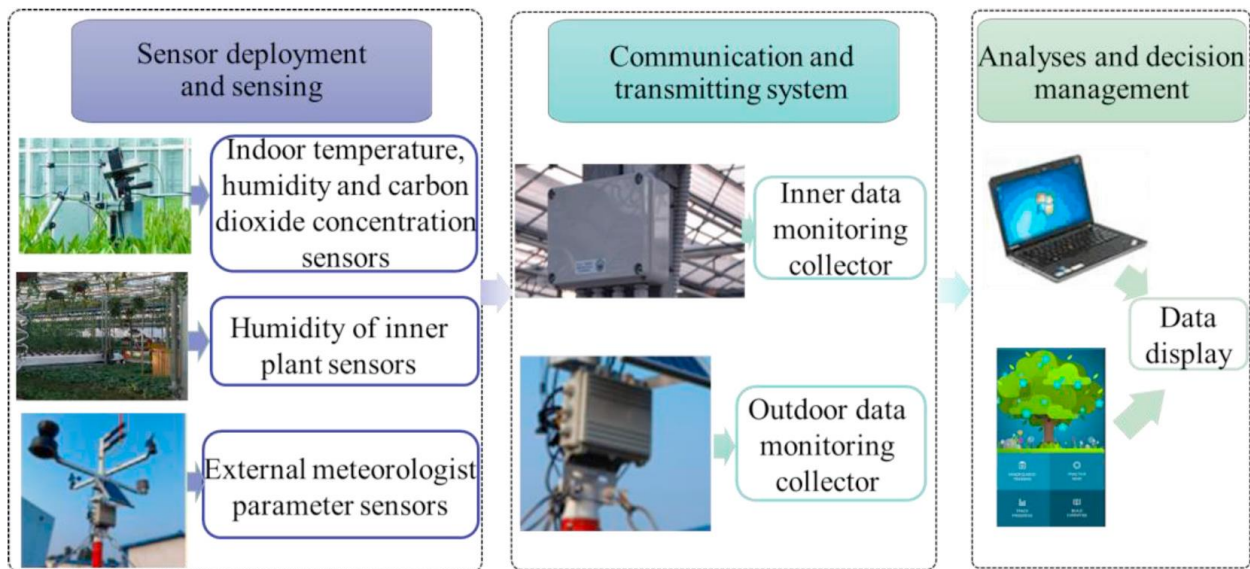 Sensor deployment
and sensing
Indoor temperature,
humidity and carbon
dioxide concentration
sensors
Humidity of inner
plant sensors
External meteorologist
parameter sensors
Communication and
transmitting system
Inner data
monitoring
collector
Outdoor data
monitoring
collector
Analyses and decision
management
Data
display